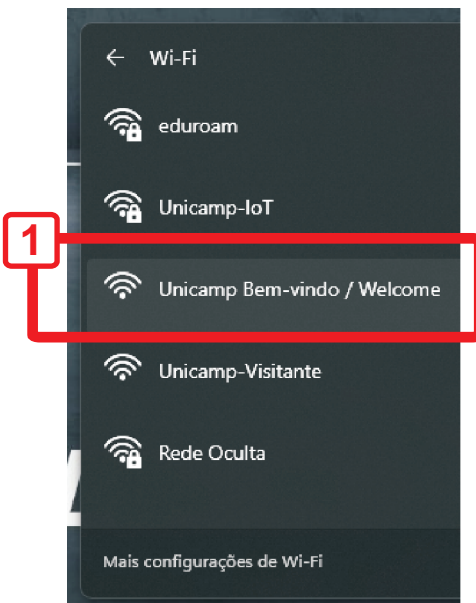 Wi-Fi
eduroam
Unicamp-IoT
1
Unicamp Bem-vindo / Welcome
Unicamp-Visitante
Rede Oculta
Mais configurações de Wi-Fi